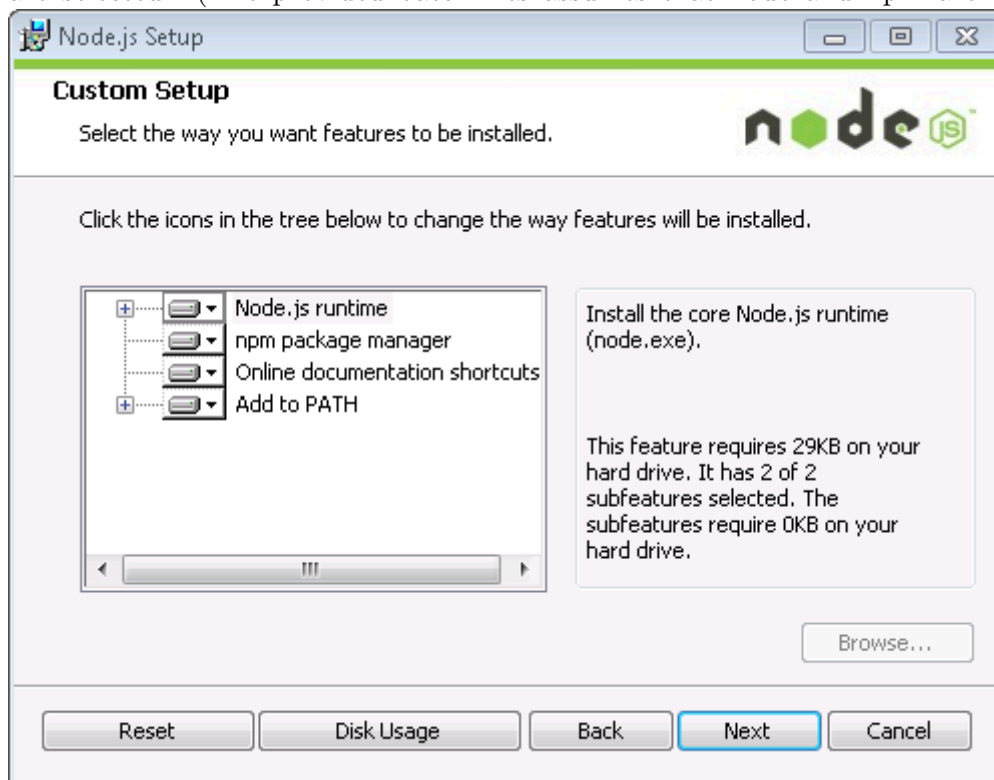 Node.js Setup
Custom Setup
Select the way you want features to be installed.
node JS
Click the icons in the tree below to change the way features will be installed.
Node.js runtime
npm package manager
Online documentation shortcuts
Add to PATH
Install the core Node.js runtime
(node.exe).
This feature requires 29KB on your
hard drive. It has 2 of 2
subfeatures selected. The
subfeatures require 0KB on your
hard drive.
Browse...
Reset
Disk Usage
Back
Next
Cancel